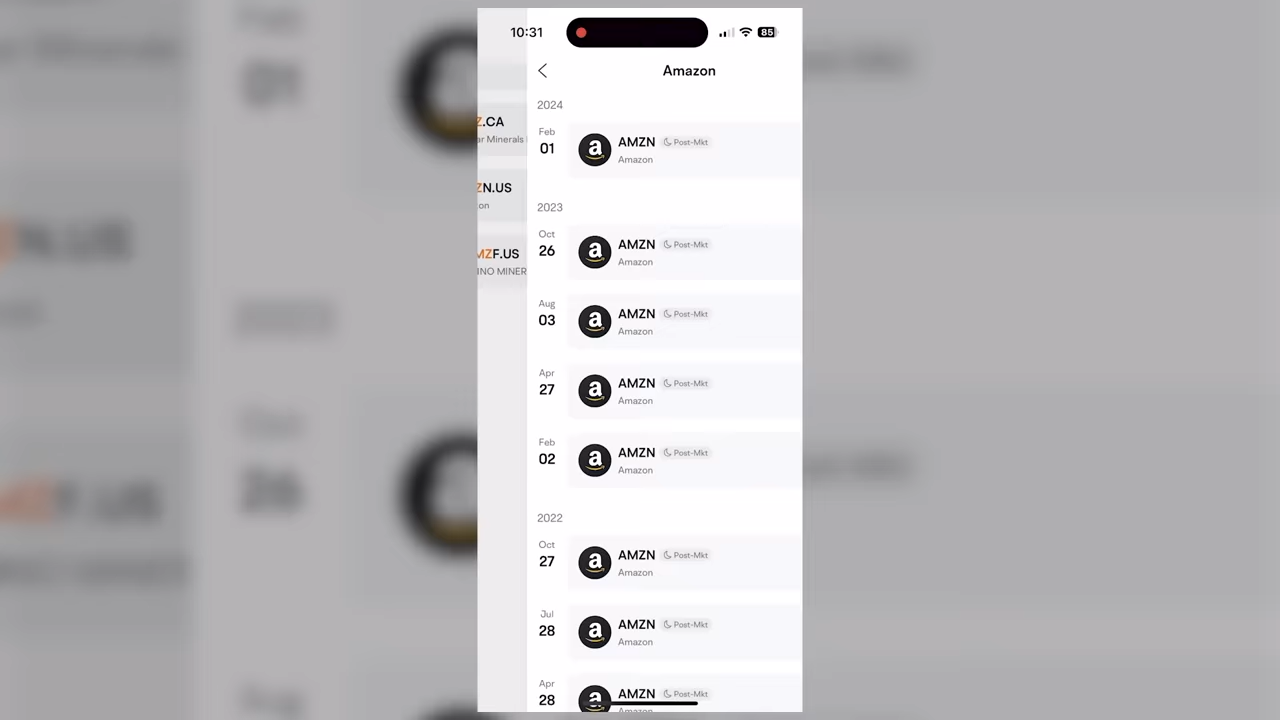 10:31
85
Amazon
Z.CA
ar Minerals
ZN.US
on
MZF.US
INO MINER
2024
Feb
01
AMZN Post-Mkt
Amazon
2023
Oct
26
AMZN Post-Mkt
Amazon
Aug
03
AMZN Post-Mkt
Amazon
Apr
27
AMZN Post-Mkt
Amazon
Feb
02
AMZN Post-Mkt
Amazon
2022
Oct
27
AMZN Post-Mkt
Amazon
Jul
28
AMZN Post-Mkt
Amazon
Apr
28
AMZN Post-Mkt
Amazon